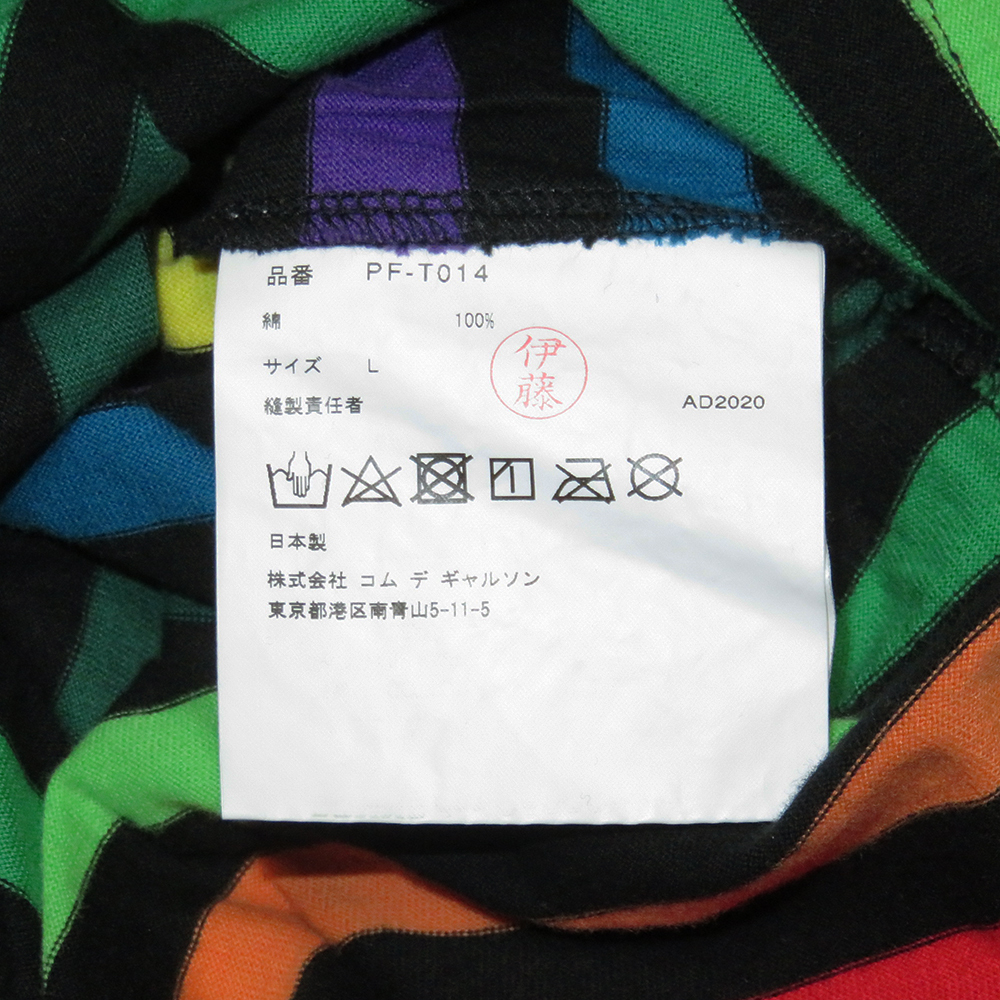 品番 PF-T014
綿 100%
サイズ L
伊藤
縫製責任者 AD2020
日本製
株式会社 コム デ ギャルソン
東京都港区南青山5-11-5